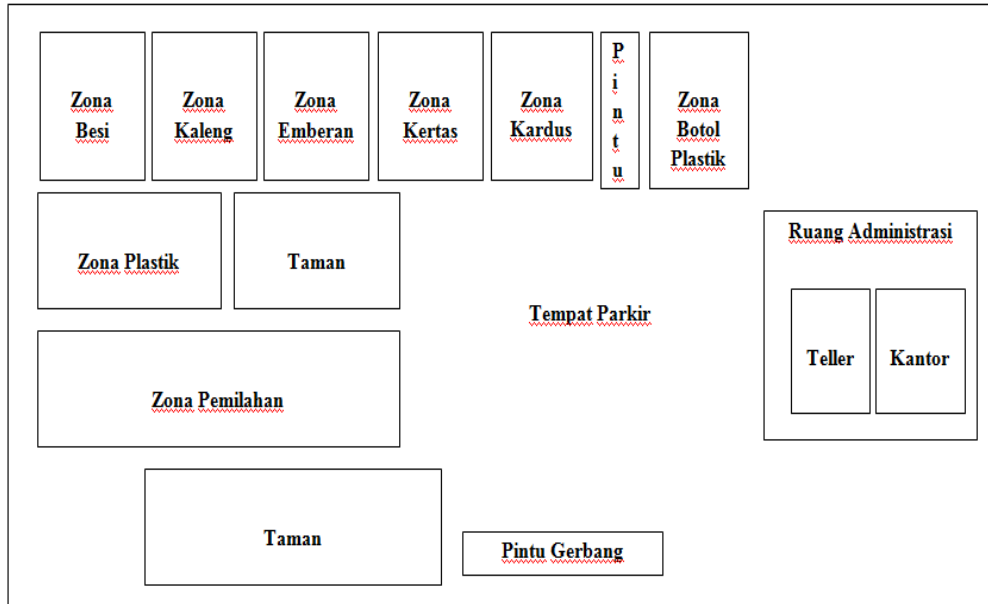 Zona
Besi
Zona
Kaleng
Zona
Emberan
Zona
Kertas
Zona
Kardus
P
i
n
t
u
Zona
Botol
Plastik
Zona Plastik
Taman
Tempat Parkir
Ruang Administrasi
Teller
Kantor
Zona Pemilahan
Taman
Pintu Gerbang